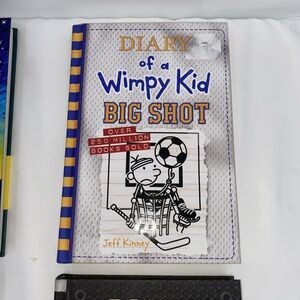 DIARY
of a
Wimpy Kid
BIG SHOT
OVER
250 MILLION
BOOKS SOLD
Jeff Kinney